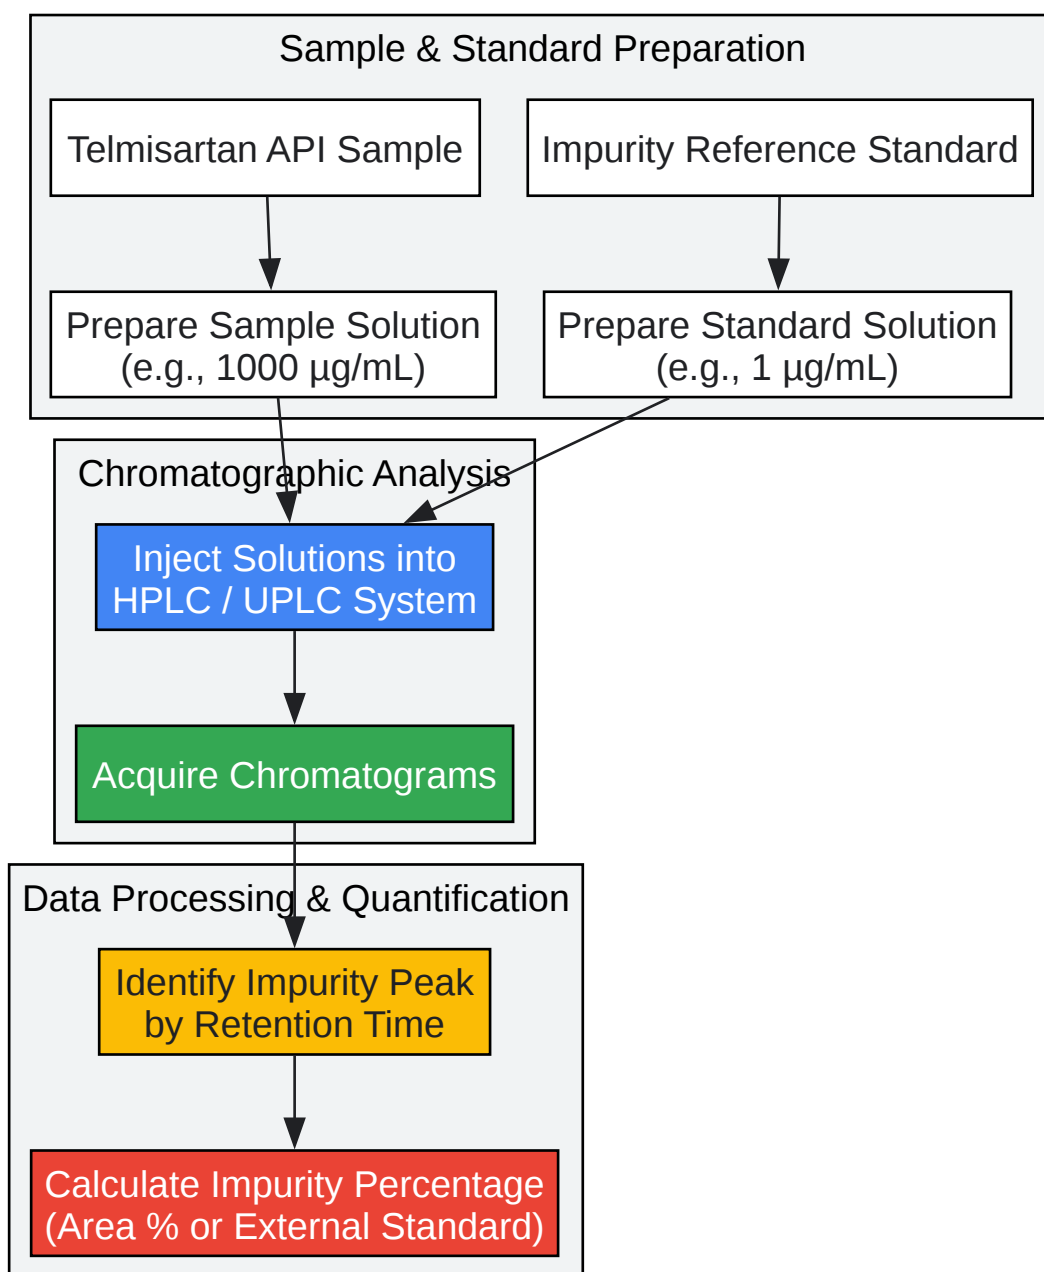 Sample & Standard Preparation
Telmisartan API Sample
Impurity Reference Standard
Prepare Sample Solution
(e.g., 1000 µg/mL)
Prepare Standard Solution
(e.g., 1 µg/mL)
Chromatographic Analysis
Inject Solutions into
HPLC / UPLC System
Acquire Chromatograms
Data Processing & Quantification
Identify Impurity Peak
by Retention Time
Calculate Impurity Percentage
(Area % or External Standard)